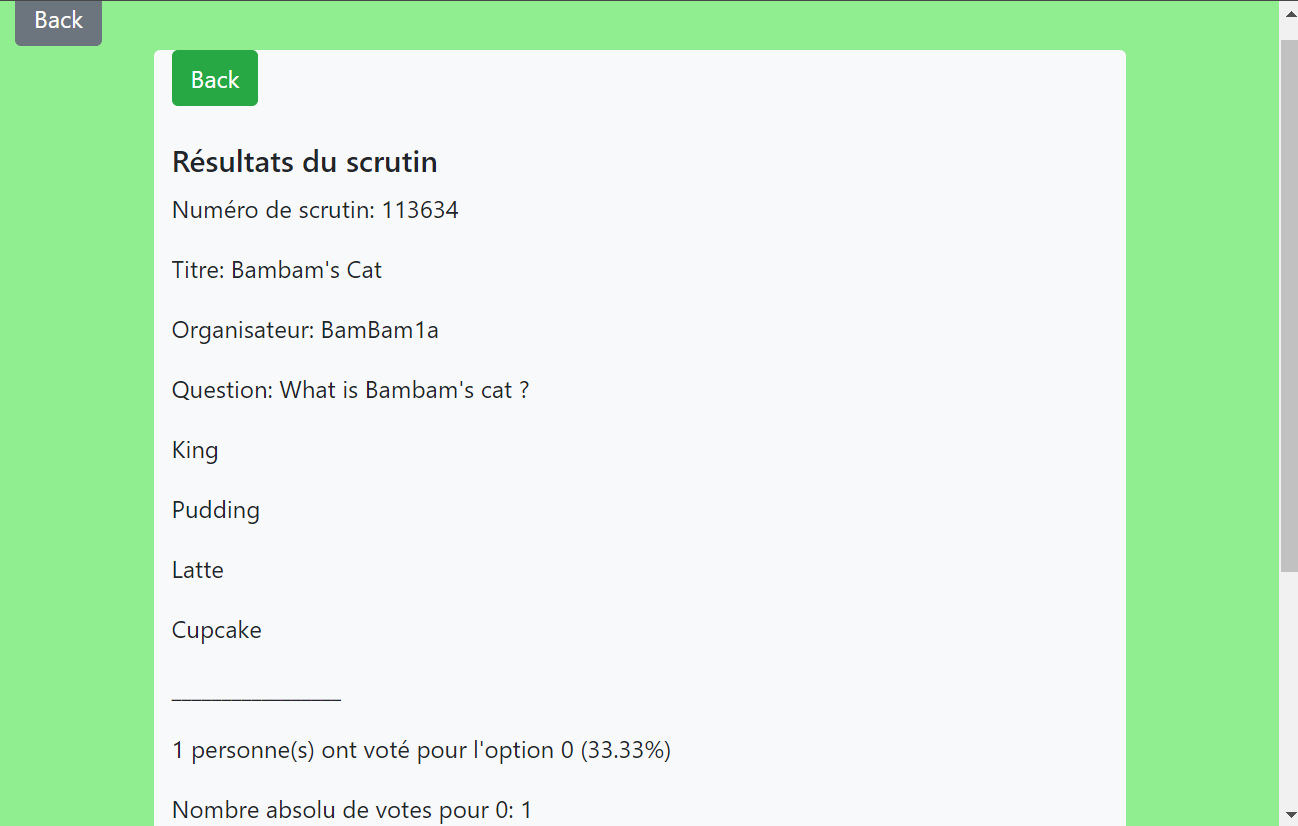 Back
Back
Résultats du scrutin
Numéro de scrutin: 113634
Titre: Bambam's Cat
Organisateur: BamBam1a
Question: What is Bambam's cat ?
King
Pudding
Latte
Cupcake
_________________
1 personne(s) ont voté pour l'option 0 (33.33%)
Nombre absolu de votes pour 0: 1